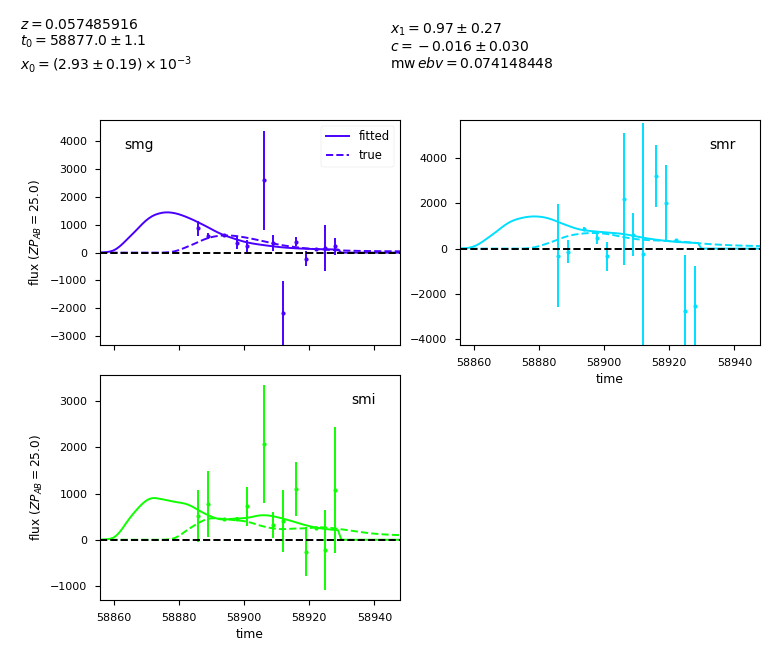 z = 0.057485916
t₀ = 58877.0 ± 1.1
x₀ = (2.93 ± 0.19) × 10⁻³
x₁ = 0.97 ± 0.27
c = −0.016 ± 0.030
mw ebv = 0.074148448
smg
fitted
true
4000
3000
2000
1000
0
−1000
−2000
−3000
flux (ZP_AB = 25.0)
smr
4000
2000
0
−2000
−4000
58860 58880 58900 58920 58940
time
smi
3000
2000
1000
0
−1000
flux (ZP_AB = 25.0)
58860 58880 58900 58920 58940
time